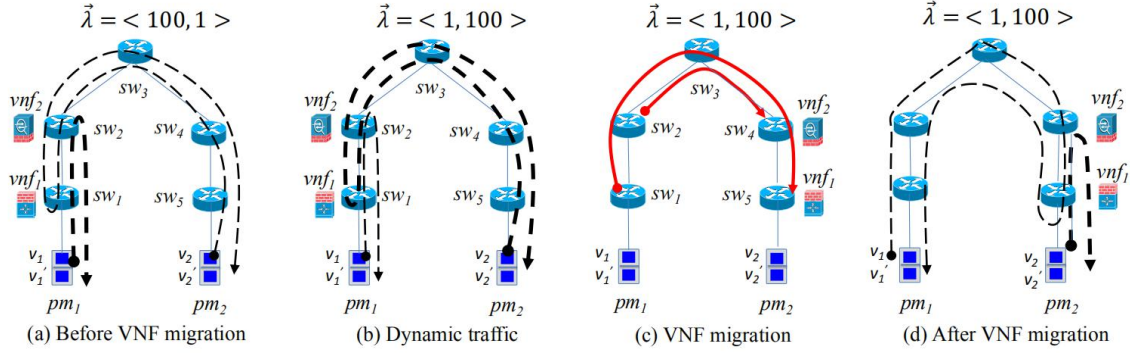 λ⃗ = < 100, 1 >
sw₃
vnf₂
sw₂
sw₄
vnf₁
sw₁
sw₅
v₁
v₁'
v₂
v₂'
pm₁
pm₂
(a) Before VNF migration
λ⃗ = < 1, 100 >
sw₃
vnf₂
sw₂
sw₄
vnf₁
sw₁
sw₅
v₁
v₁'
v₂
v₂'
pm₁
pm₂
(b) Dynamic traffic
λ⃗ = < 1, 100 >
sw₃
sw₂
sw₄
vnf₂
sw₁
sw₅
vnf₁
v₁
v₁'
v₂
v₂'
pm₁
pm₂
(c) VNF migration
λ⃗ = < 1, 100 >
vnf₂
vnf₁
v₁
v₁'
v₂
v₂'
pm₁
pm₂
(d) After VNF migration